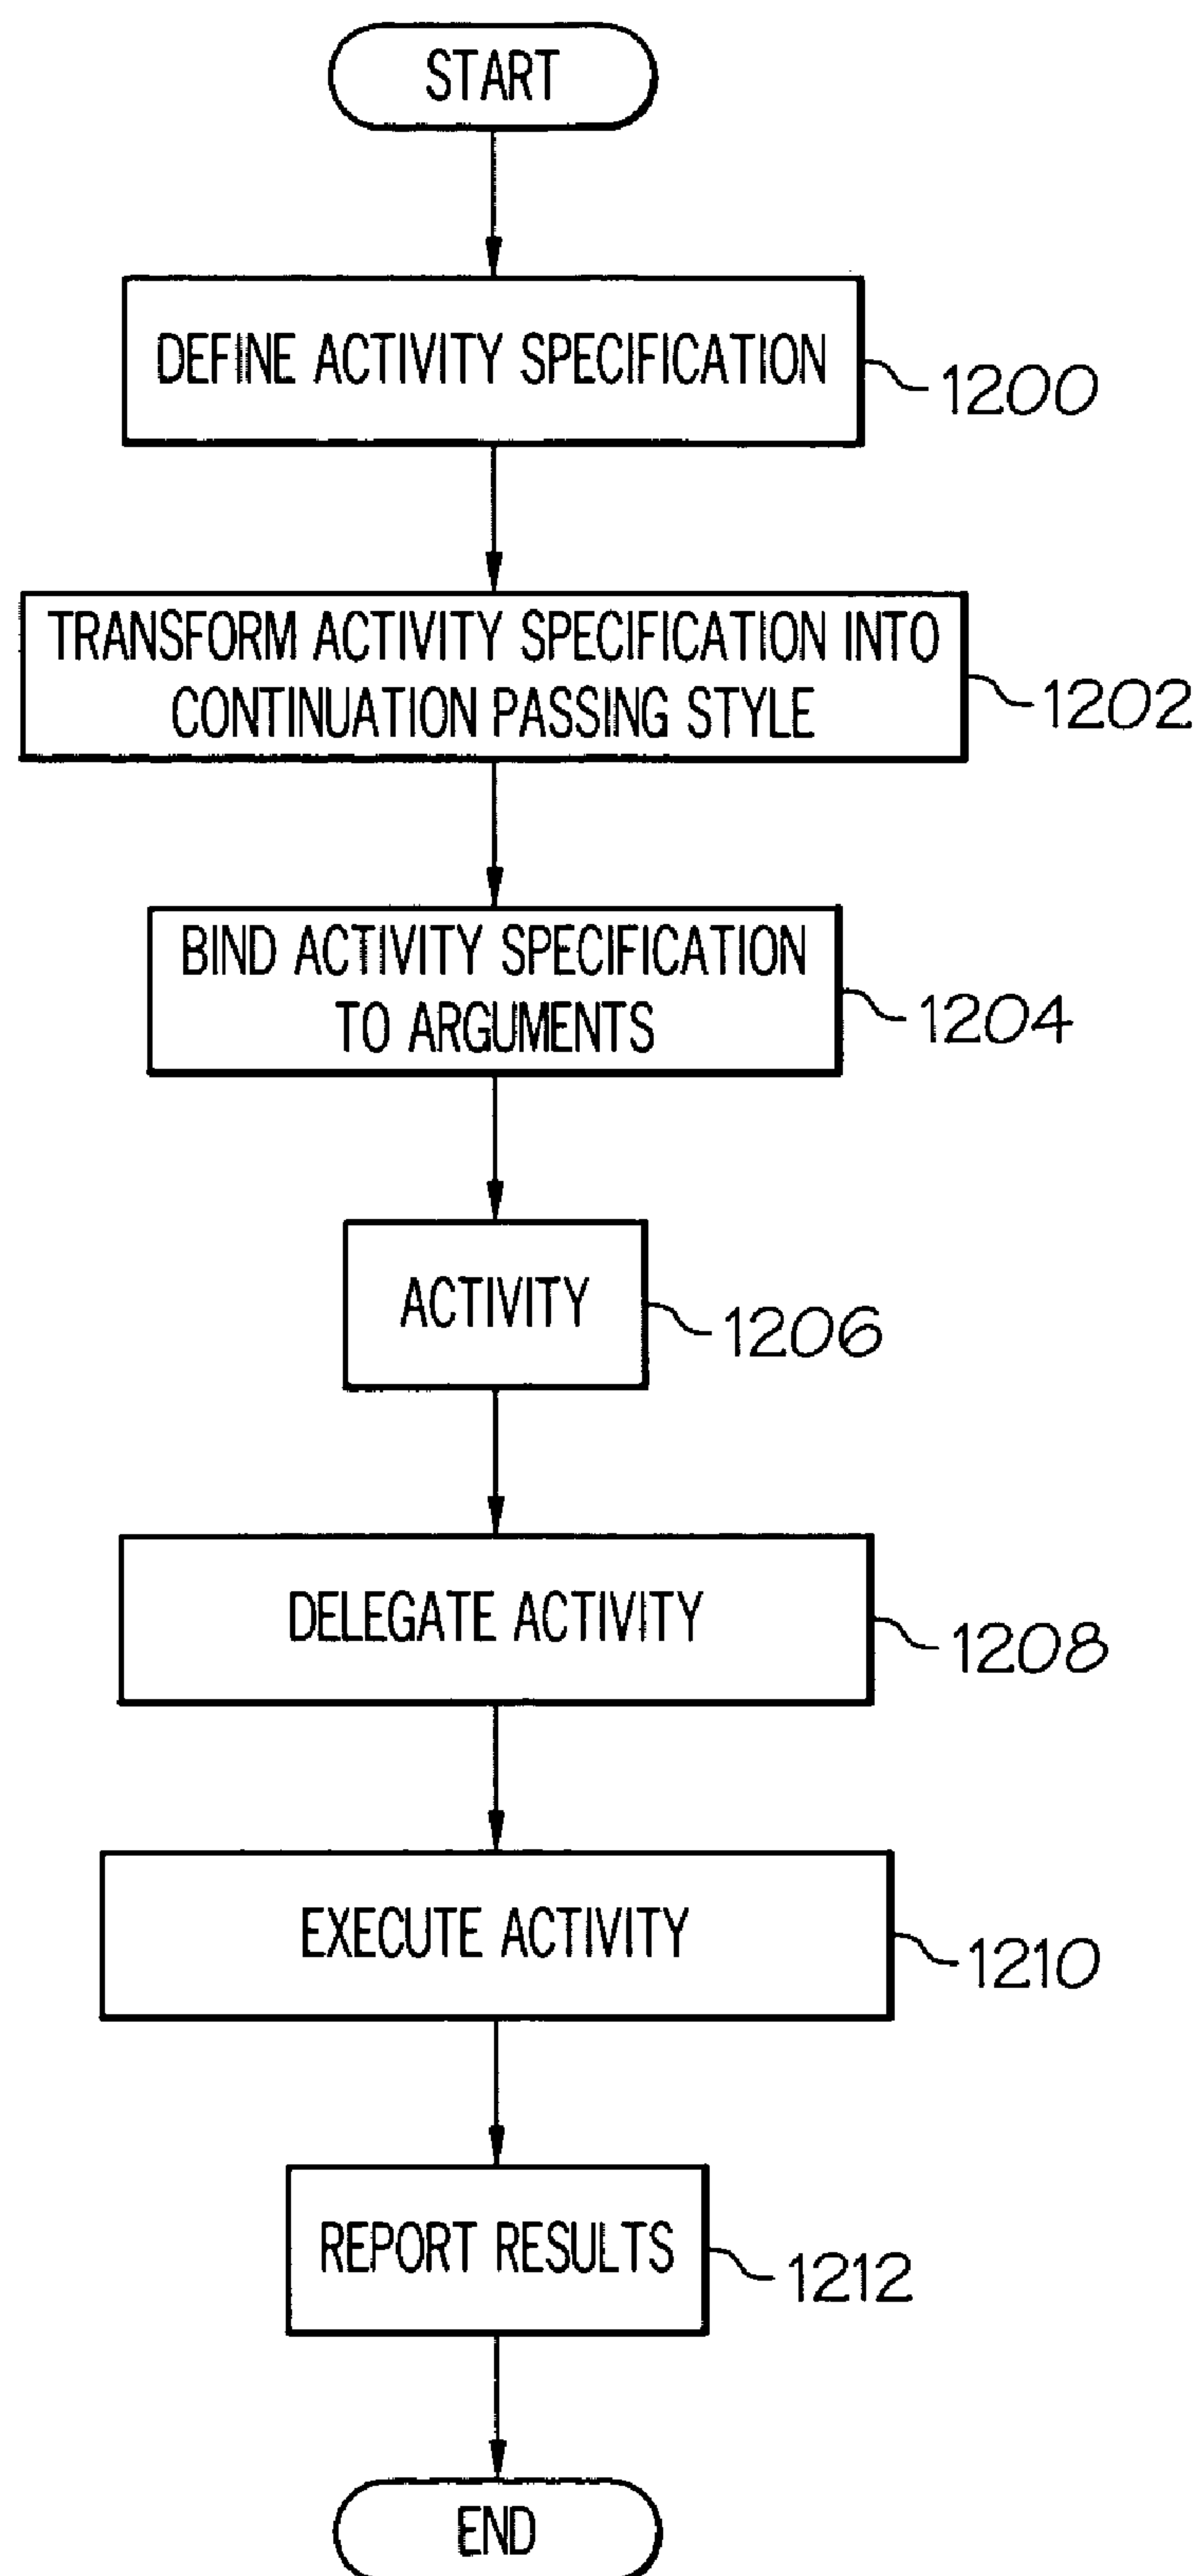 START
DEFINE ACTIVITY SPECIFICATION
1200
TRANSFORM ACTIVITY SPECIFICATION INTO
CONTINUATION PASSING STYLE
1202
BIND ACTIVITY SPECIFICATION
TO ARGUMENTS
1204
ACTIVITY
1206
DELEGATE ACTIVITY
1208
EXECUTE ACTIVITY
1210
REPORT RESULTS
1212
END